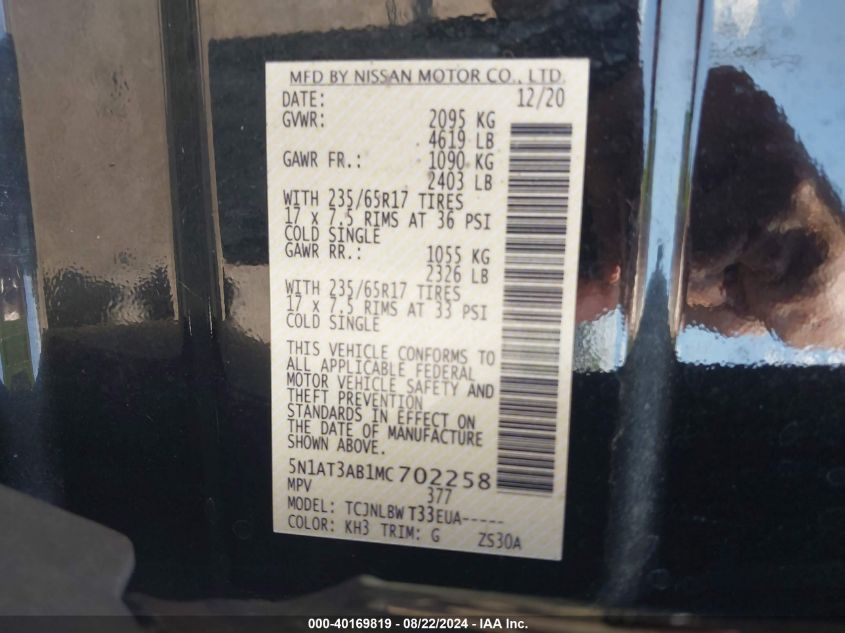 MFD BY NISSAN MOTOR CO., LTD.
DATE: 12/20
GVWR: 2095 KG
4619 LB
GAWR FR.: 1090 KG
2403 LB
WITH 235/65R17 TIRES
17 x 7.5 RIMS AT 36 PSI
COLD SINGLE
GAWR RR.: 1055 KG
2326 LB
WITH 235/65R17 TIRES
17 x 7.5 RIMS AT 33 PSI
COLD SINGLE
THIS VEHICLE CONFORMS TO
ALL APPLICABLE FEDERAL
MOTOR VEHICLE SAFETY AND
THEFT PREVENTION
STANDARDS IN EFFECT ON
THE DATE OF MANUFACTURE
SHOWN ABOVE.
5N1AT3AB1MC702258
MPV 377
MODEL: TCJNLBW T33EUA-----
COLOR: KH3 TRIM: G ZS30A
000-40169819 - 08/22/2024 - IAA Inc.